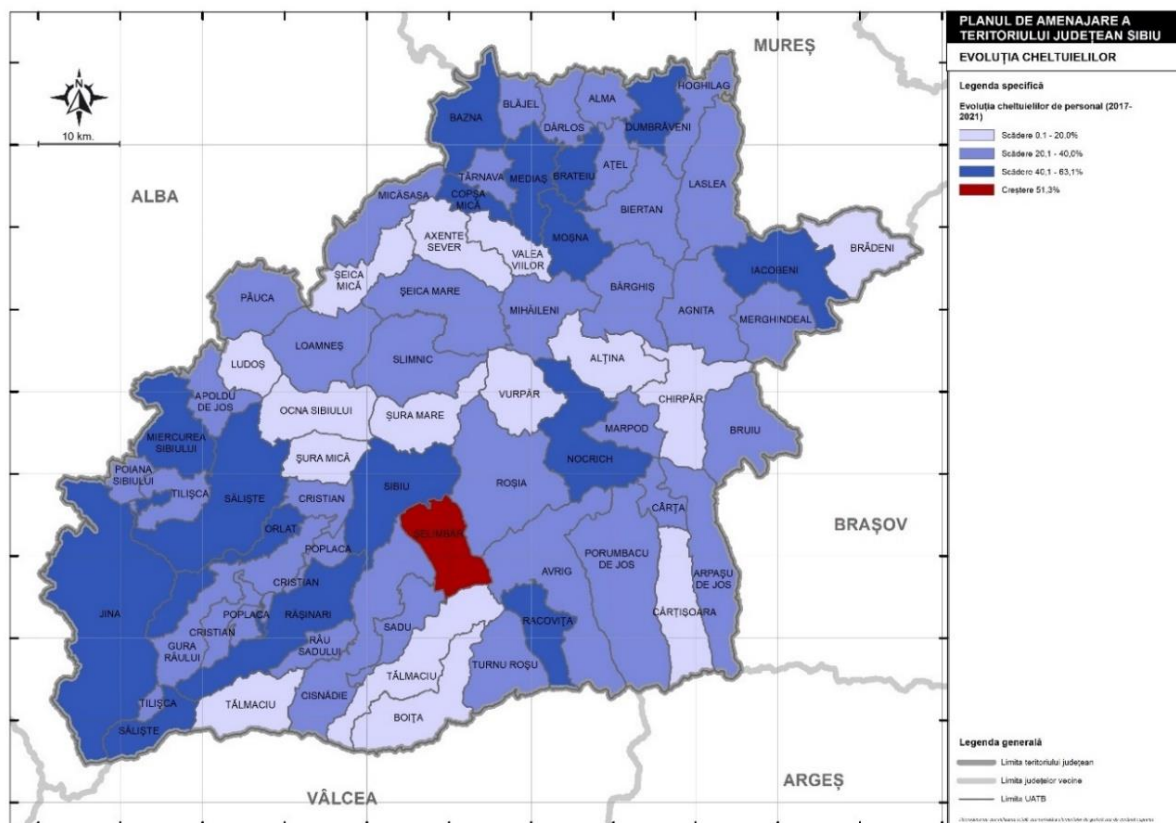 PLANUL DE AMENAJARE A
TERITORIULUI JUDEȚEAN SIBIU
EVOLUȚIA CHELTUIELILOR
Legenda specifică
Evoluția cheltuielilor de personal (2017-
2021)
Scădere 0,1 - 20,0%
Scădere 20,1 - 40,0%
Scădere 40,1 - 63,1%
Creștere 51,3%
N
10 km.
MUREȘ
ALBA
BRAȘOV
ARGEȘ
VÂLCEA
HOGHILAG
BLĂJEL
ALMA
BAZNA
DÂRLOS
DUMBRĂVENI
AȚEL
TÂRNAVA
MEDIAȘ
BRATEIU
LASLEA
MICĂSASA
COPȘA
MICĂ
BIERTAN
AXENTE
SEVER
MOȘNA
VALEA
VIILOR
BRĂDENI
IACOBENI
ȘEICA
MICĂ
ȘEICA MARE
BÂRGHIȘ
PĂUCA
MIHĂILENI
AGNITA
MERGHINDEAL
LOAMNEȘ
SLIMNIC
ALȚINA
LUDOȘ
VURPĂR
CHIRPĂR
APOLDU
DE JOS
OCNA SIBIULUI
ȘURA MARE
MARPOD
BRUIU
MIERCUREA
SIBIULUI
ȘURA MICĂ
NOCRICH
POIANA
SIBIULUI
TILIȘCA
SĂLIȘTE
CRISTIAN
SIBIU
ROȘIA
CÂRȚA
ORLAT
ȘELIMBĂR
POPLACA
PORUMBACU
DE JOS
AVRIG
ARPAȘU
DE JOS
CRISTIAN
JINA
POPLACA
RĂȘINARI
CÂRȚIȘOARA
RACOVIȚA
SADU
CRISTIAN
GURA
RÂULUI
RÂU
SADULUI
TURNU ROȘU
TĂLMACIU
CISNĂDIE
TILIȘCA
TĂLMACIU
BOIȚA
SĂLIȘTE
Legenda generală
Limita teritoriului județean
Limita județelor vecine
Limita UATB